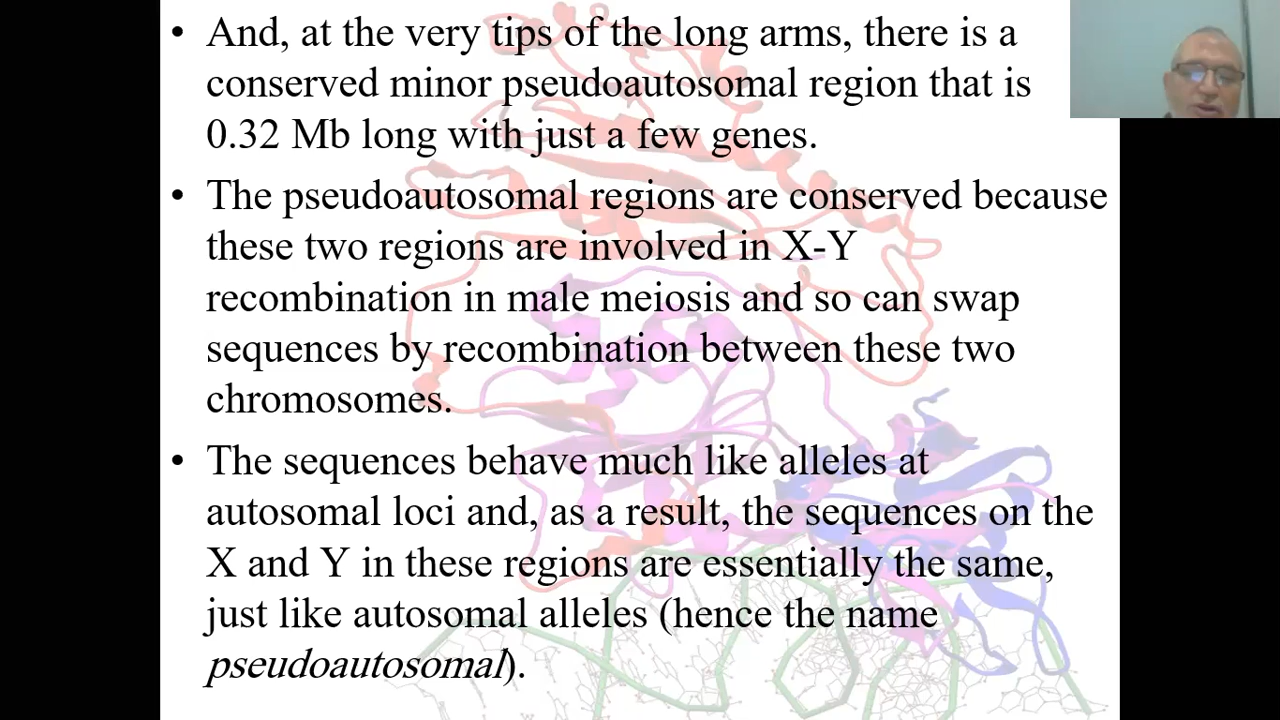 • And, at the very tips of the long arms, there is a
conserved minor pseudoautosomal region that is
0.32 Mb long with just a few genes.
• The pseudoautosomal regions are conserved because
these two regions are involved in X-Y
recombination in male meiosis and so can swap
sequences by recombination between these two
chromosomes.
• The sequences behave much like alleles at
autosomal loci and, as a result, the sequences on the
X and Y in these regions are essentially the same,
just like autosomal alleles (hence the name
pseudoautosomal).